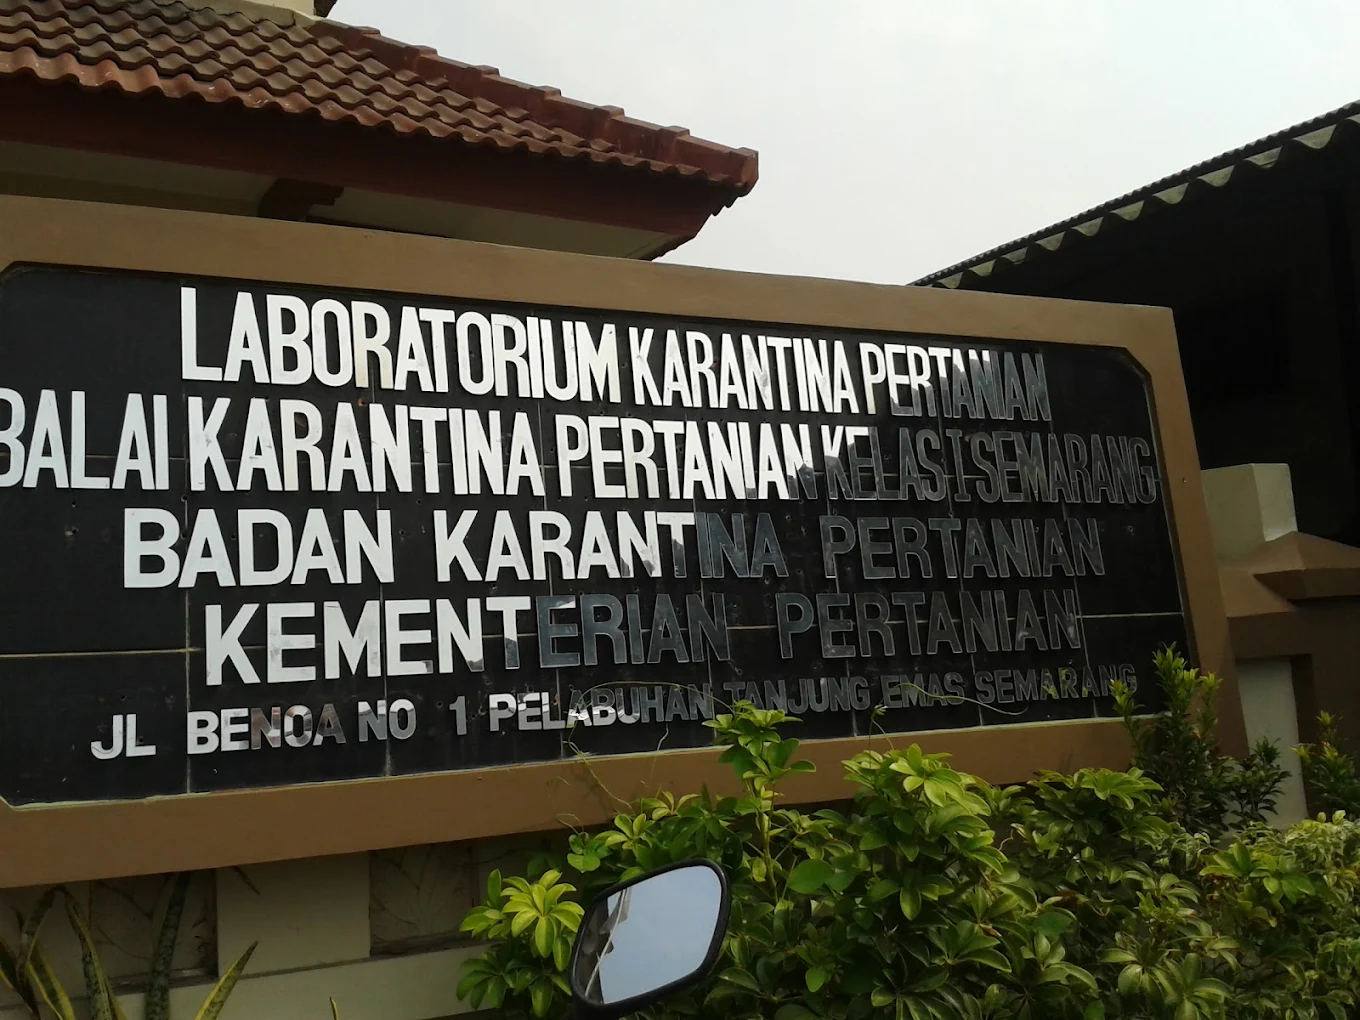 LABORATORIUM KARANTINA PERTANIAN
BALAI KARANTINA PERTANIAN KELAS I SEMARANG
BADAN KARANTINA PERTANIAN
KEMENTERIAN PERTANIAN
JL BENOA NO 1 PELABUHAN TANJUNG EMAS SEMARANG